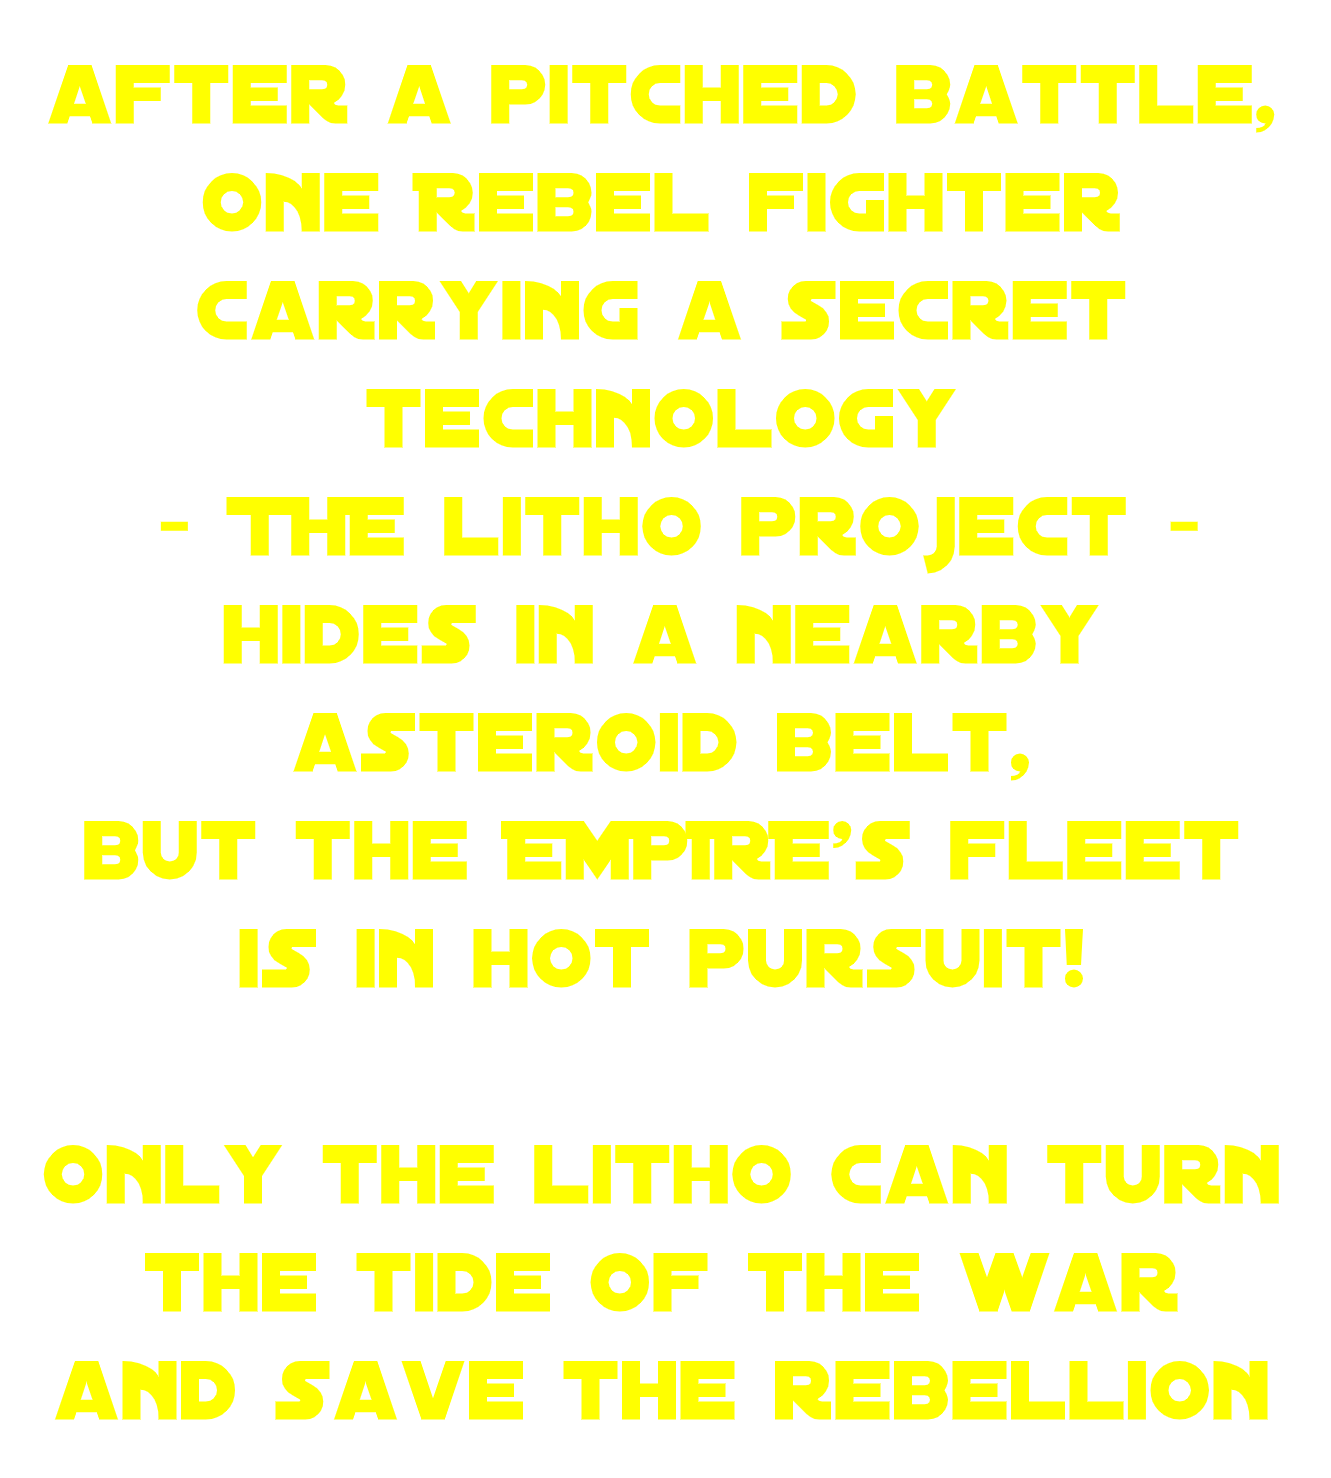 AFTER A PITCHED BATTLE,
ONE REBEL FIGHTER
CARRYING A SECRET
TECHNOLOGY
- THE LITHO PROJECT -
HIDES IN A NEARBY
ASTEROID BELT,
BUT THE EMPIRE'S FLEET
IS IN HOT PURSUIT!
ONLY THE LITHO CAN TURN
THE TIDE OF THE WAR
AND SAVE THE REBELLION